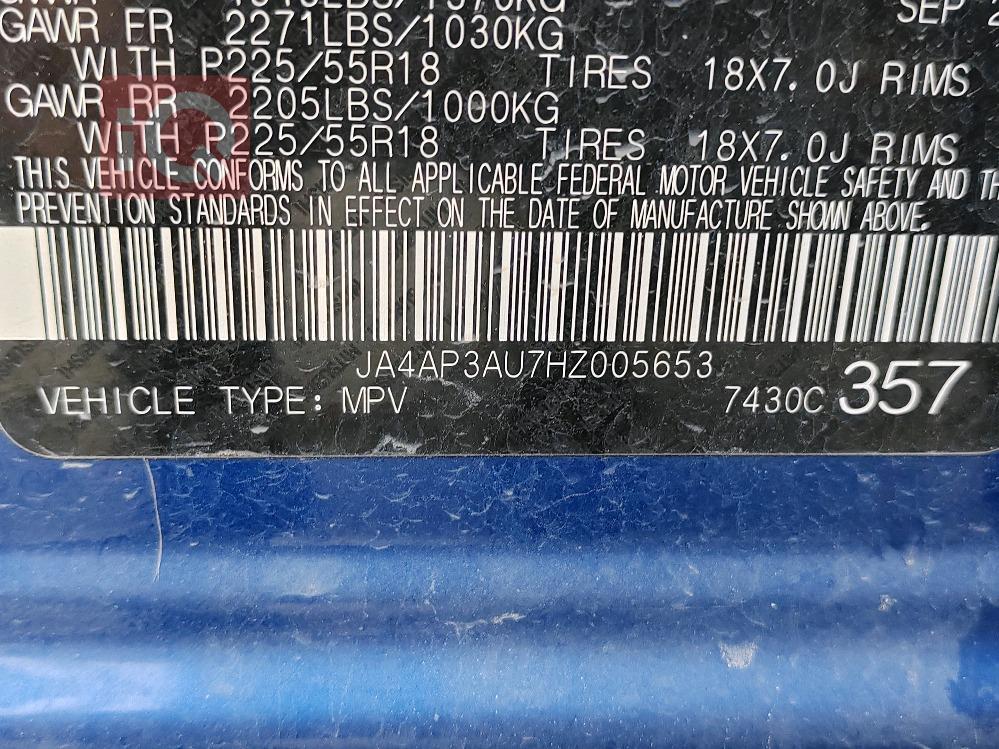 SEP
GAWR FR 2271LBS/1030KG
WITH P225/55R18 TIRES 18X7.0J RIMS
GAWR RR 2205LBS/1000KG
WITH P225/55R18 TIRES 18X7.0J RIMS
THIS VEHICLE CONFORMS TO ALL APPLICABLE FEDERAL MOTOR VEHICLE SAFETY AND
PREVENTION STANDARDS IN EFFECT ON THE DATE OF MANUFACTURE SHOWN ABOVE.
JA4AP3AU7HZ005653
VEHICLE TYPE: MPV 7430C 357
iQ